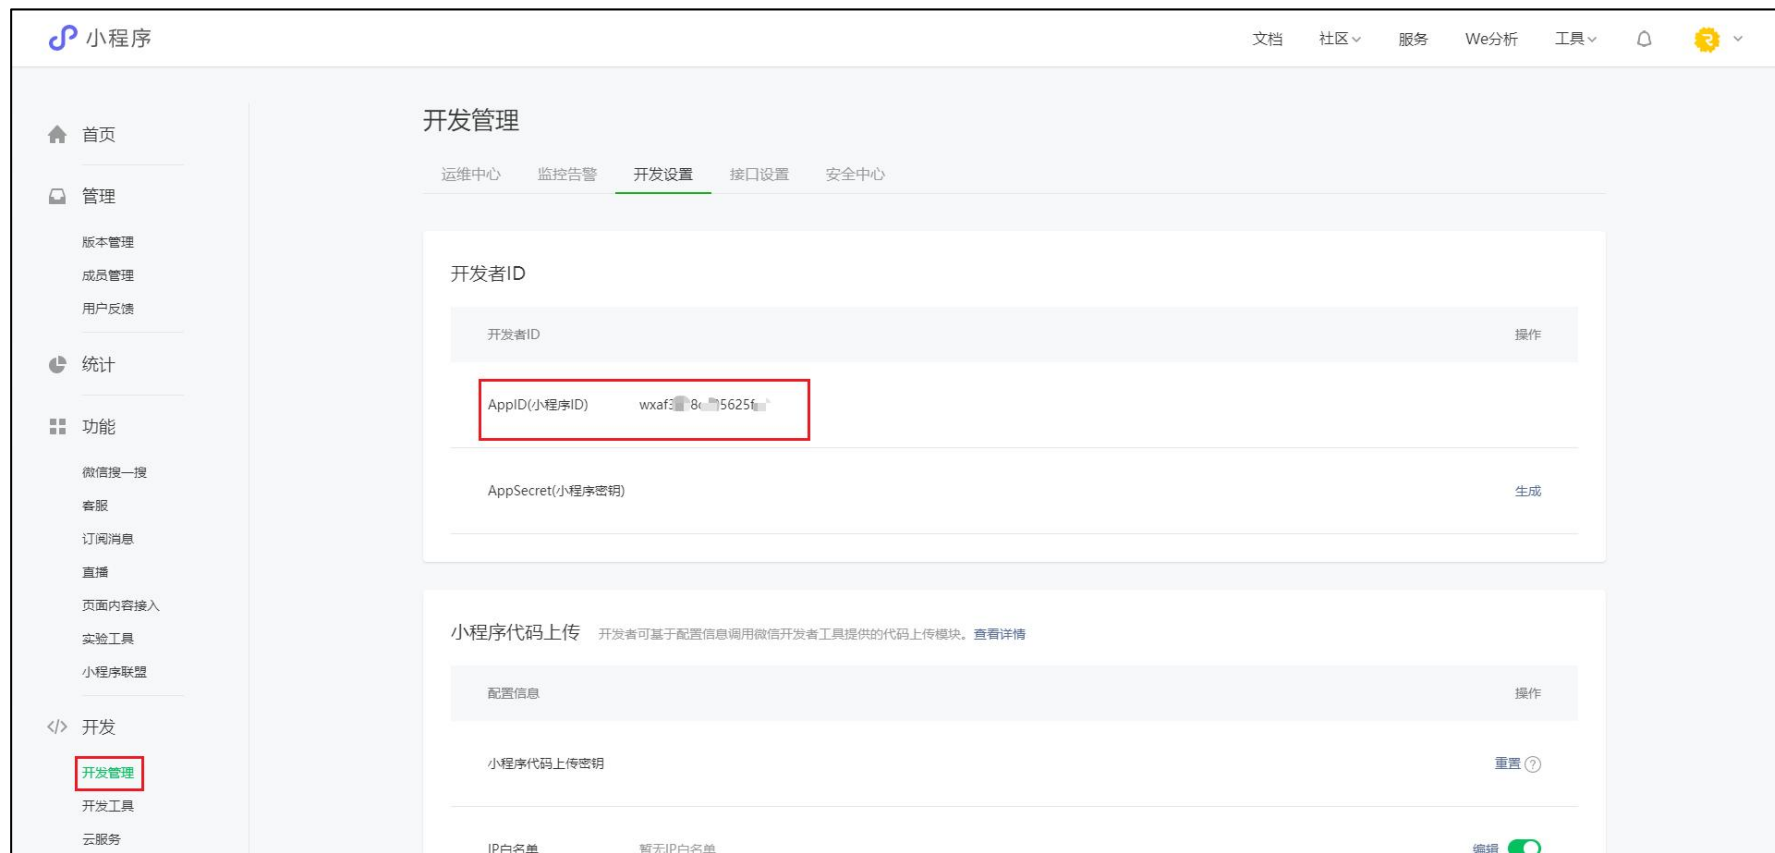 小程序
文档 社区 服务 We分析 工具
首页
管理
版本管理
成员管理
用户反馈
统计
功能
微信搜一搜
客服
订阅消息
直播
页面内容接入
实验工具
小程序联盟
开发
开发管理
开发工具
云服务
开发管理
运维中心 监控告警 开发设置 接口设置 安全中心
开发者ID
开发者ID 操作
AppID(小程序ID)
AppSecret(小程序密钥) 生成
小程序代码上传 开发者可基于配置信息调用微信开发者工具提供的代码上传模块。查看详情
配置信息 操作
小程序代码上传密钥 重置
IP白名单 暂无IP白名单 编辑